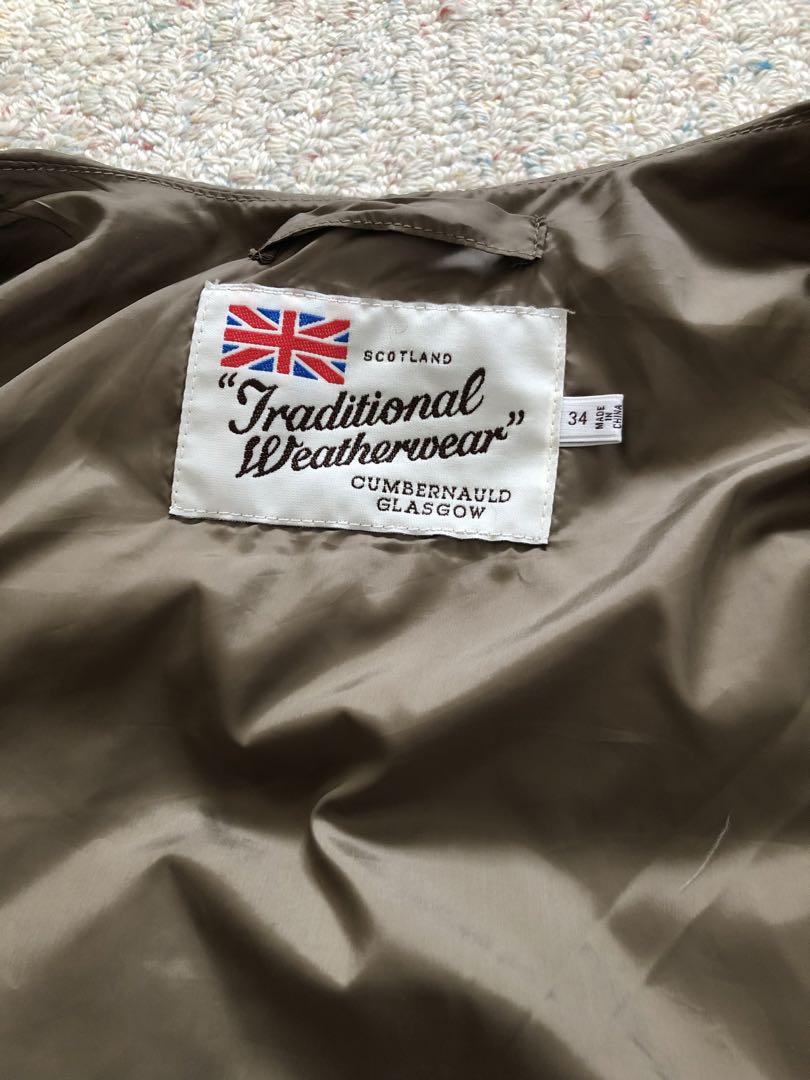 SCOTLAND
"Traditional
Weatherwear"
CUMBERNAULD
GLASGOW
34
MADE
IN
CHINA